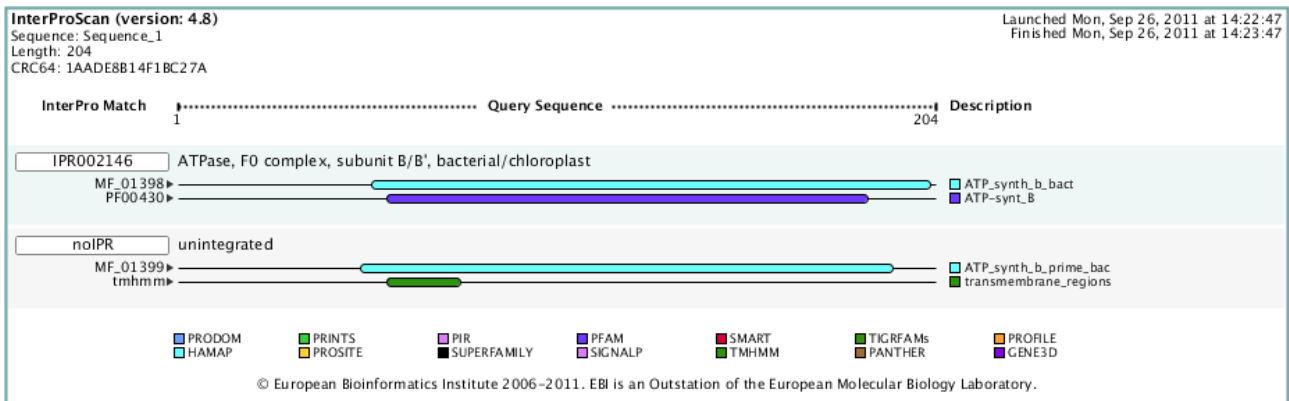 InterProScan (version: 4.8)
Launched Mon, Sep 26, 2011 at 14:22:47
Sequence: Sequence_1
Finished Mon, Sep 26, 2011 at 14:23:47
Length: 204
CRC64: 1AADE8B14F1BC27A
InterPro Match Query Sequence Description
1 204
IPR002146 ATPase, F0 complex, subunit B/B', bacterial/chloroplast
MF_01398 ATP_synth_b_bact
PF00430 ATP-synt_B
noIPR unintegrated
MF_01399 ATP_synth_b_prime_bac
tmhmm transmembrane_regions
PRODOM PRINTS PIR PFAM SMART TIGRFAMs PROFILE
HAMAP PROSITE SUPERFAMILY SIGNALP TMHMM PANTHER GENE3D
© European Bioinformatics Institute 2006-2011. EBI is an Outstation of the European Molecular Biology Laboratory.